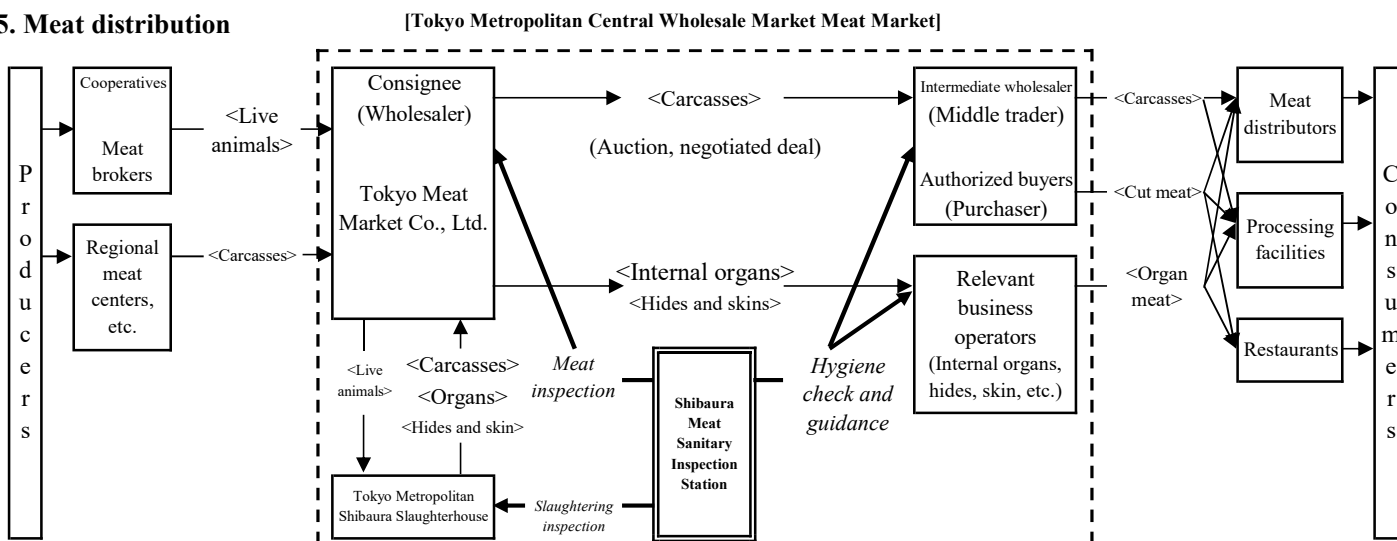 5. Meat distribution
[Tokyo Metropolitan Central Wholesale Market Meat Market]
Producers
Cooperatives
Meat
brokers
Regional
meat
centers,
etc.
<Live
animals>
<Carcasses>
Consignee
(Wholesaler)
Tokyo Meat
Market Co., Ltd.
<Live
animals>
<Carcasses>
<Organs>
<Hides and skin>
Tokyo Metropolitan
Shibaura Slaughterhouse
<Carcasses>
(Auction, negotiated deal)
<Internal organs>
<Hides and skins>
Meat
inspection
Slaughtering
inspection
Shibaura
Meat
Sanitary
Inspection
Station
Hygiene
check and
guidance
Intermediate wholesaler
(Middle trader)
Authorized buyers
(Purchaser)
Relevant
business
operators
(Internal organs,
hides, skin, etc.)
<Carcasses>
<Cut meat>
<Organ
meat>
Meat
distributors
Processing
facilities
Restaurants
Consumers